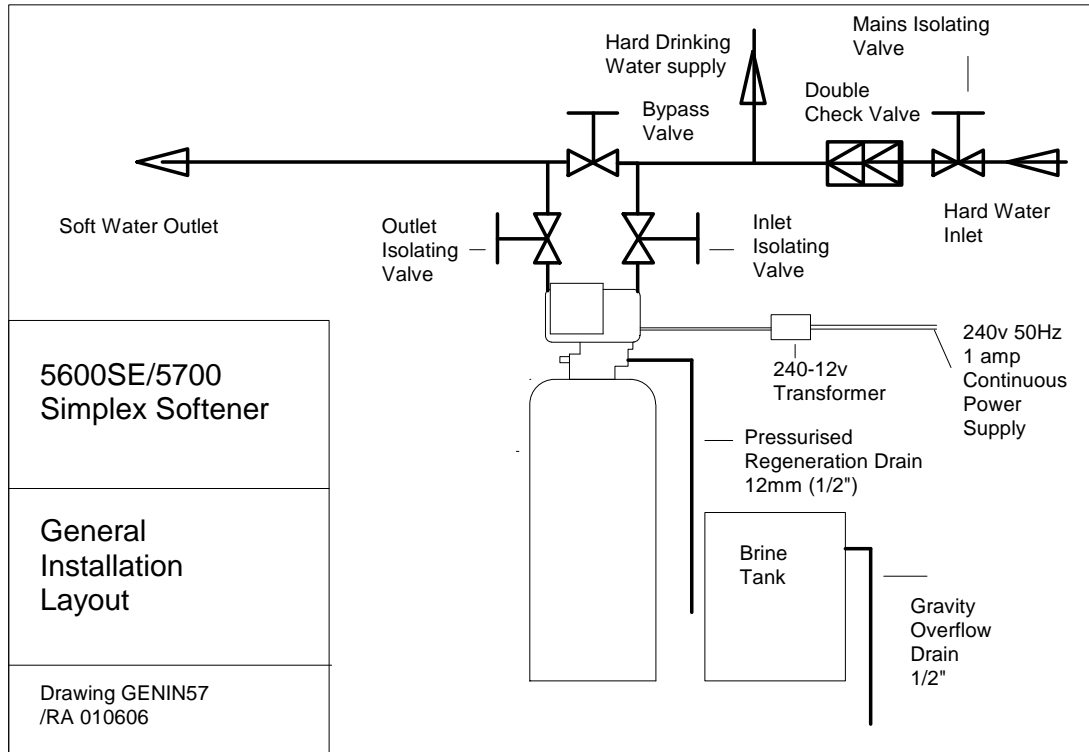 Mains Isolating
Valve
Hard Drinking
Water supply
Double
Check Valve
Bypass
Valve
Soft Water Outlet
Outlet
Isolating
Valve
Inlet
Isolating
Valve
Hard Water
Inlet
240v 50Hz
1 amp
Continuous
Power
Supply
240-12v
Transformer
5600SE/5700
Simplex Softener
Pressurised
Regeneration Drain
12mm (1/2")
General
Installation
Layout
Brine
Tank
Gravity
Overflow
Drain
1/2"
Drawing GENIN57
/RA 010606